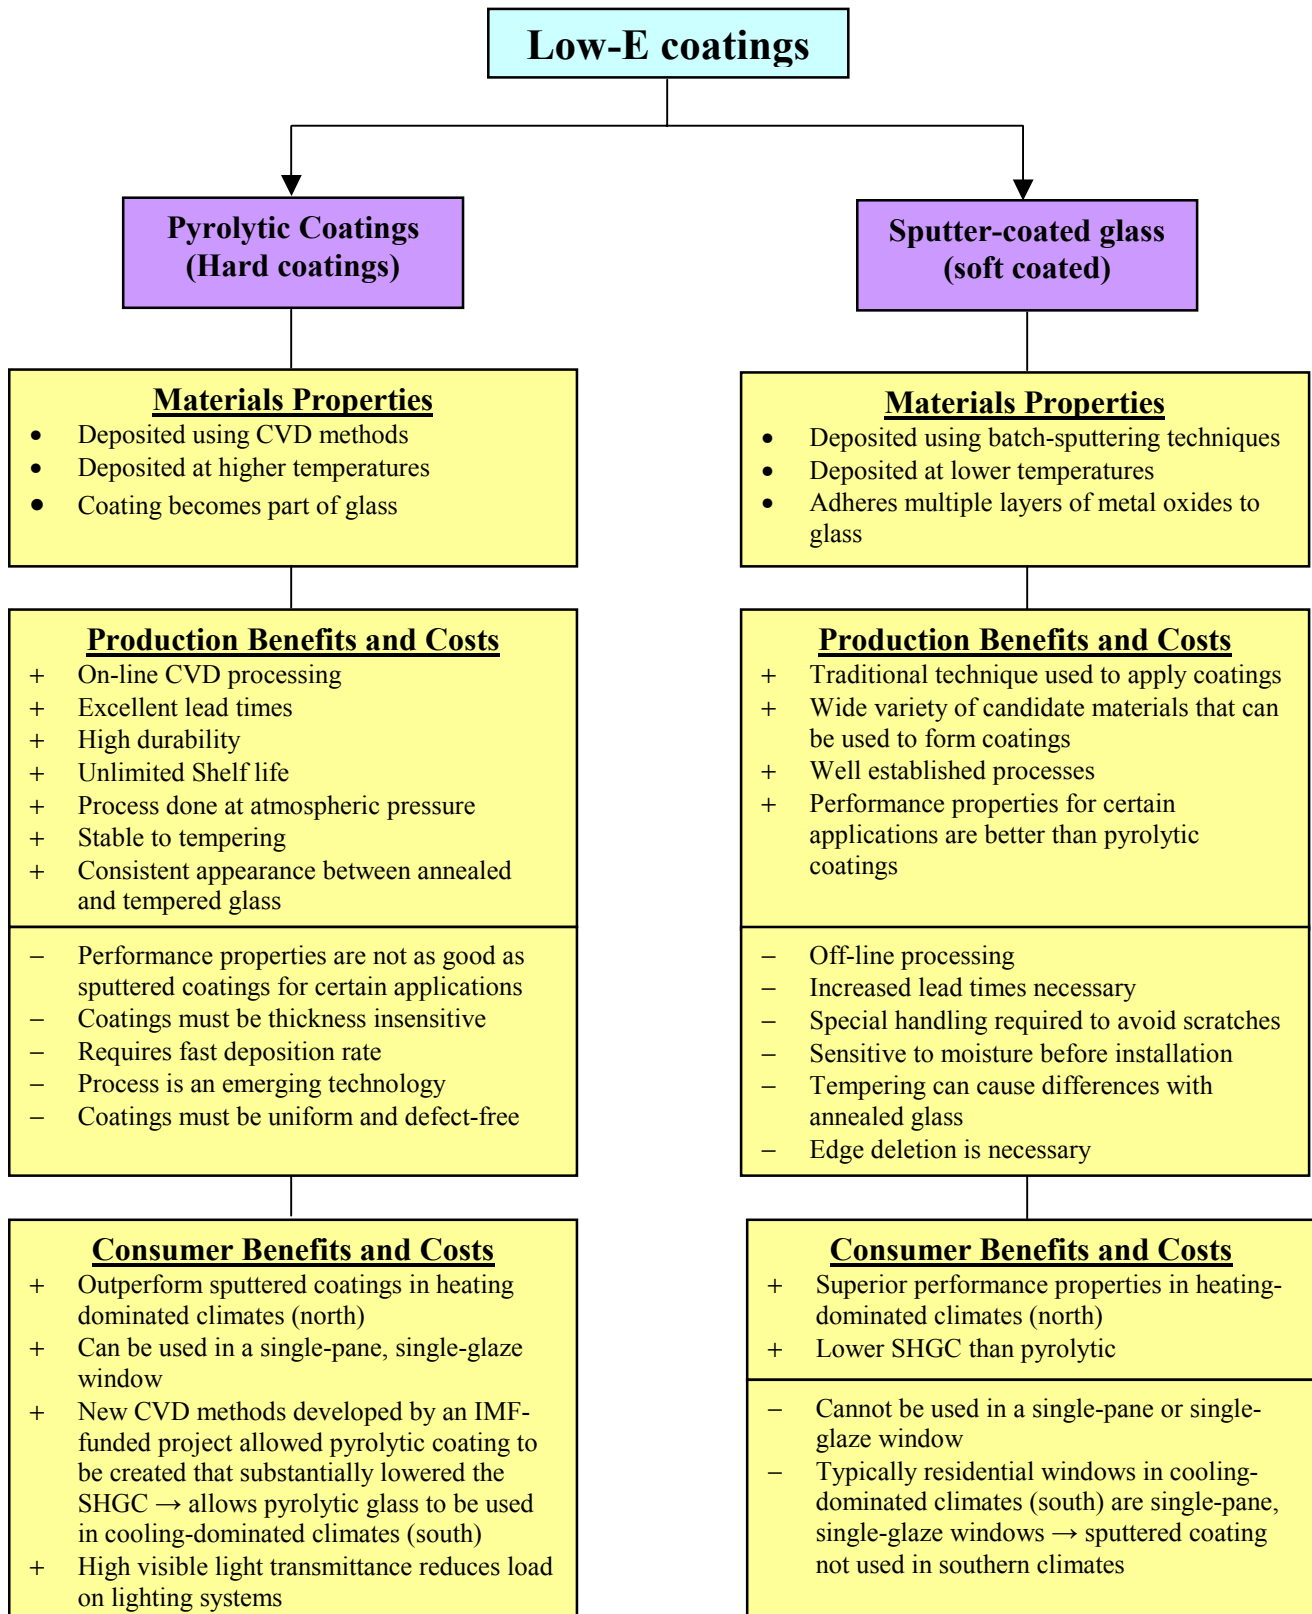 Low-E coatings
Pyrolytic Coatings
(Hard coatings)
Materials Properties
• Deposited using CVD methods
• Deposited at higher temperatures
• Coating becomes part of glass
Production Benefits and Costs
+ On-line CVD processing
+ Excellent lead times
+ High durability
+ Unlimited Shelf life
+ Process done at atmospheric pressure
+ Stable to tempering
+ Consistent appearance between annealed
and tempered glass
− Performance properties are not as good as
sputtered coatings for certain applications
− Coatings must be thickness insensitive
− Requires fast deposition rate
− Process is an emerging technology
− Coatings must be uniform and defect-free
Consumer Benefits and Costs
+ Outperform sputtered coatings in heating
dominated climates (north)
+ Can be used in a single-pane, single-glaze
window
+ New CVD methods developed by an IMF-
funded project allowed pyrolytic coating to
be created that substantially lowered the
SHGC → allows pyrolytic glass to be used
in cooling-dominated climates (south)
+ High visible light transmittance reduces load
on lighting systems
Sputter-coated glass
(soft coated)
Materials Properties
• Deposited using batch-sputtering techniques
• Deposited at lower temperatures
• Adheres multiple layers of metal oxides to
glass
Production Benefits and Costs
+ Traditional technique used to apply coatings
+ Wide variety of candidate materials that can
be used to form coatings
+ Well established processes
+ Performance properties for certain
applications are better than pyrolytic
coatings
− Off-line processing
− Increased lead times necessary
− Special handling required to avoid scratches
− Sensitive to moisture before installation
− Tempering can cause differences with
annealed glass
− Edge deletion is necessary
Consumer Benefits and Costs
+ Superior performance properties in heating-
dominated climates (north)
+ Lower SHGC than pyrolytic
− Cannot be used in a single-pane or single-
glaze window
− Typically residential windows in cooling-
dominated climates (south) are single-pane,
single-glaze windows → sputtered coating
not used in southern climates